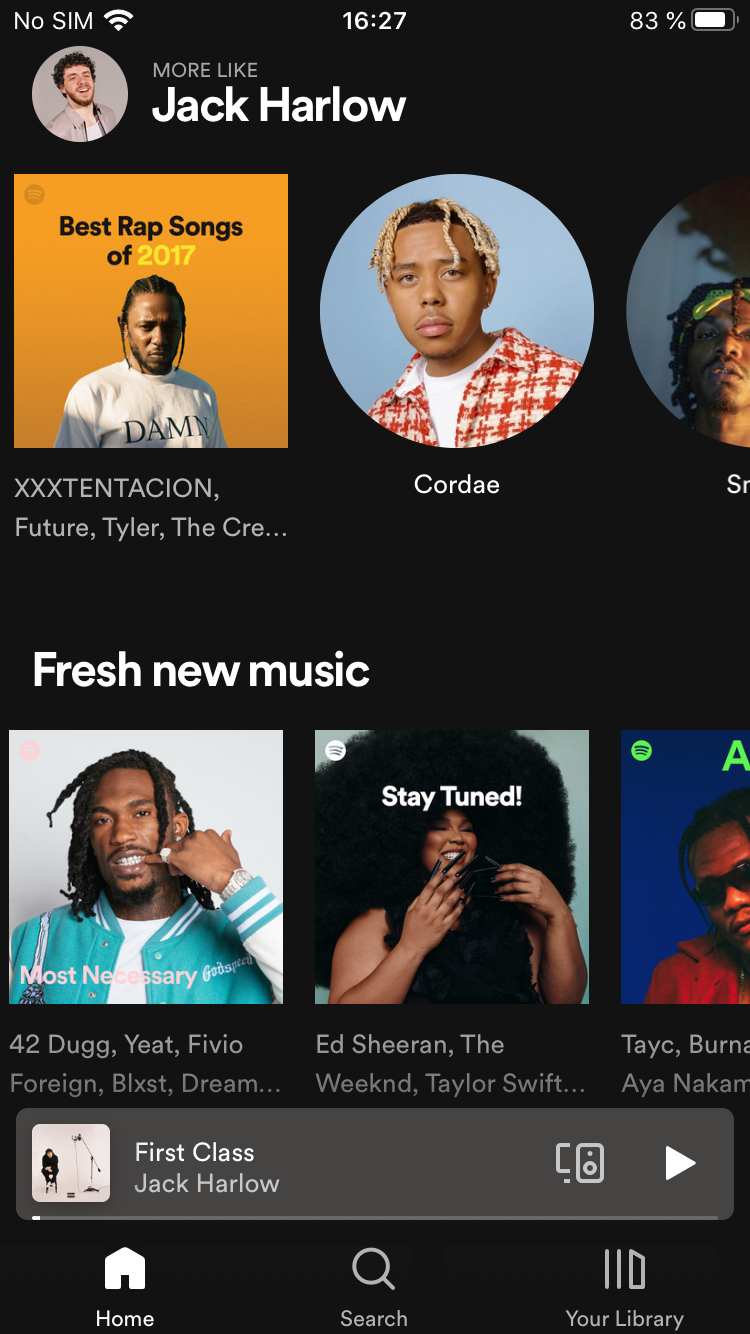 No SIM 16:27 83 %
MORE LIKE
Jack Harlow
Best Rap Songs
of 2017
DAMN
XXXTENTACION,
Future, Tyler, The Cre...
Cordae
Fresh new music
Most Necessary
Godspeed
42 Dugg, Yeat, Fivio
Foreign, Blxst, Dream...
Stay Tuned!
Ed Sheeran, The
Weeknd, Taylor Swift...
A
Tayc, Burna
Aya Nakam
First Class
Jack Harlow
Home
Search
Your Library